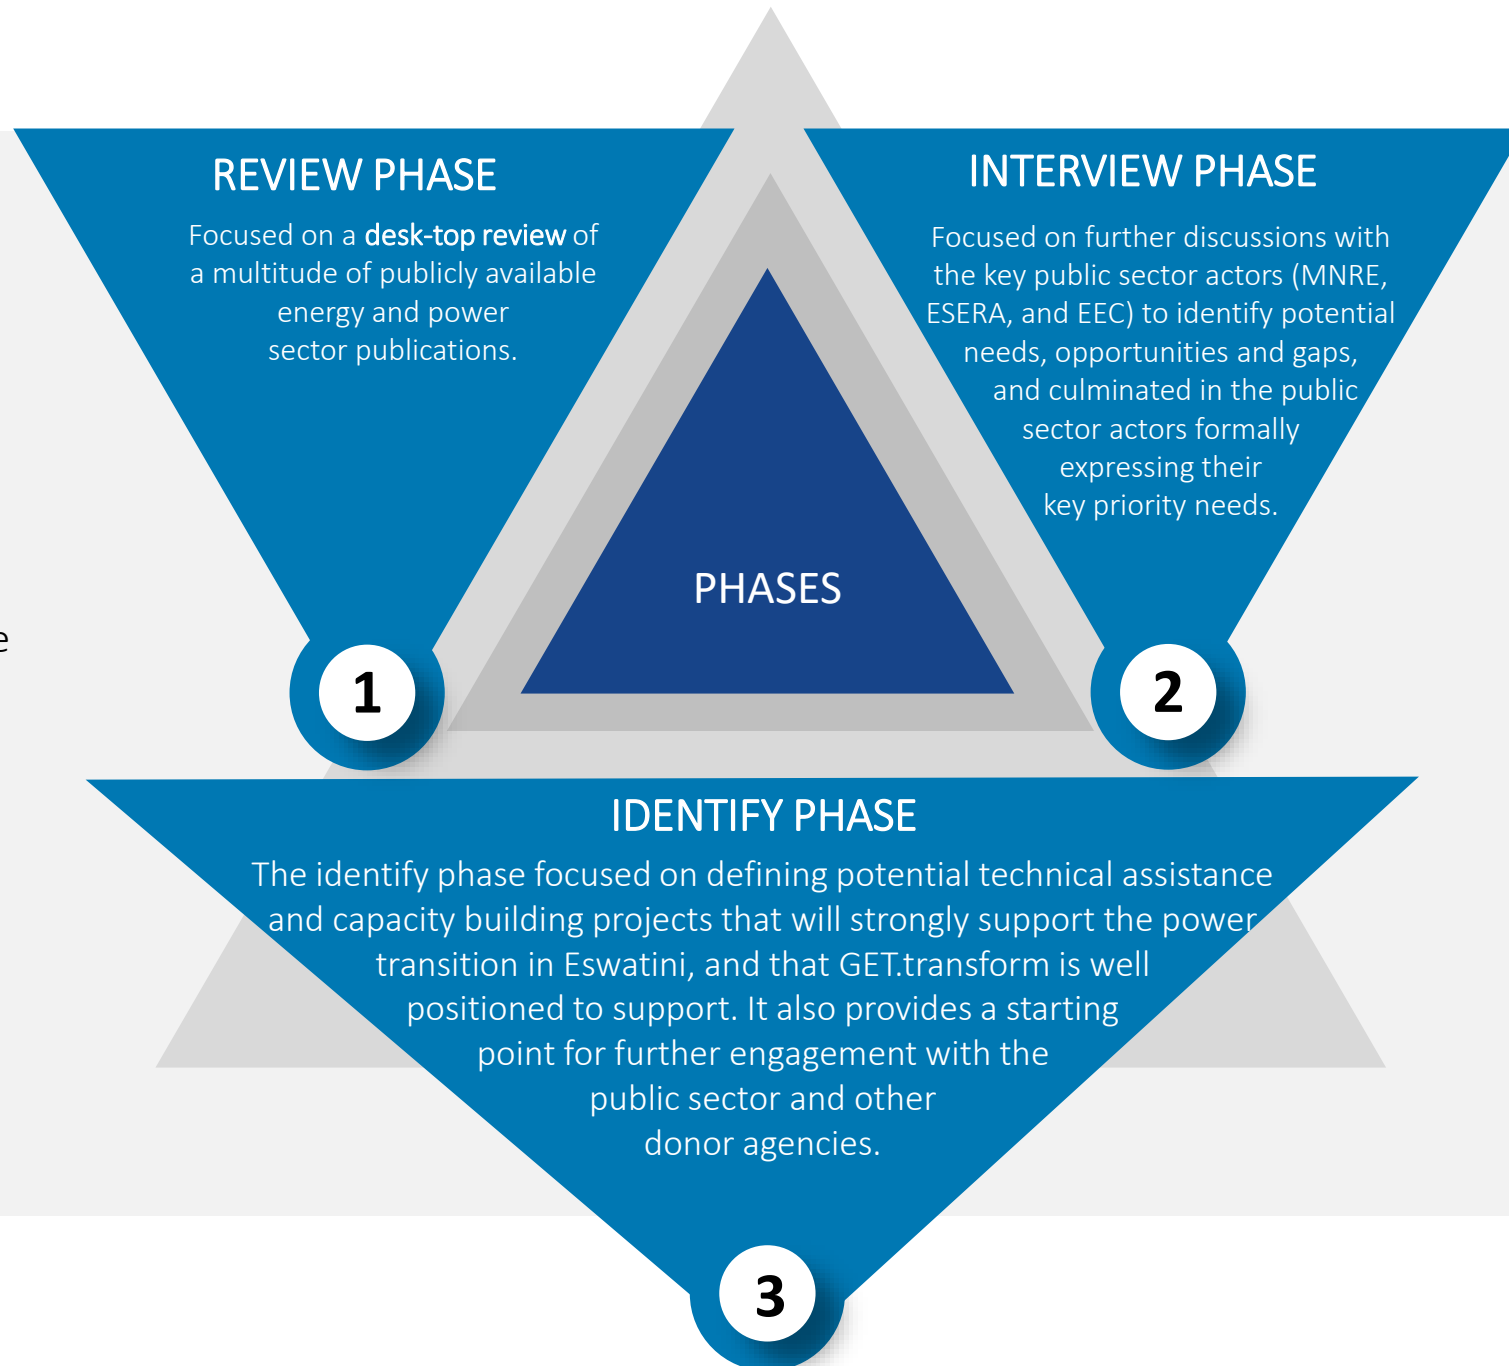 REVIEW PHASE
Focused on a desk-top review of
a multitude of publicly available
energy and power
sector publications.
1
INTERVIEW PHASE
Focused on further discussions with
the key public sector actors (MNRE,
ESERA, and EEC) to identify potential
needs, opportunities and gaps,
and culminated in the public
sector actors formally
expressing their
key priority needs.
2
PHASES
e
IDENTIFY PHASE
The identify phase focused on defining potential technical assistance
and capacity building projects that will strongly support the power
transition in Eswatini, and that GET.transform is well
positioned to support. It also provides a starting
point for further engagement with the
public sector and other
donor agencies.
3